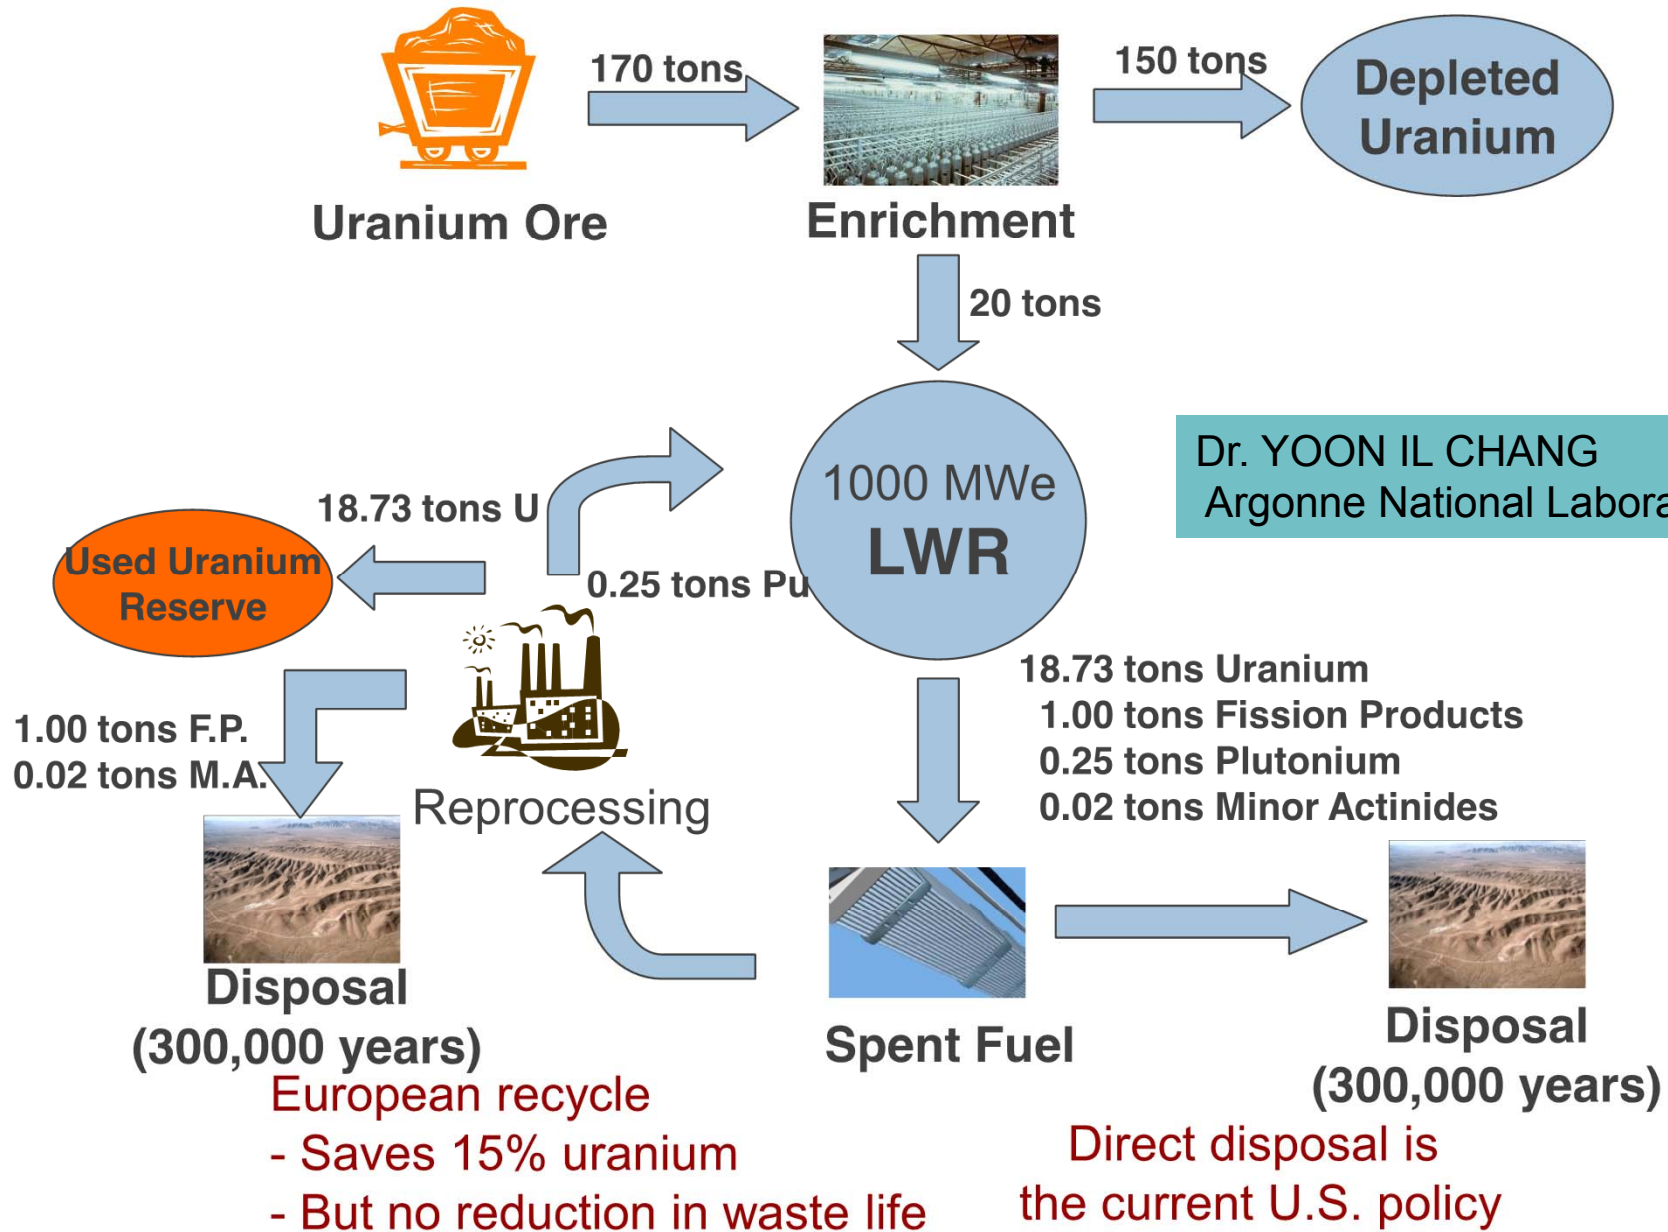 170 tons
150 tons
Depleted
Uranium
Uranium Ore
Enrichment
20 tons
1000 MWe
LWR
Dr. YOON IL CHANG
Argonne National Labora
18.73 tons U
Used Uranium
Reserve
0.25 tons Pu
1.00 tons F.P.
0.02 tons M.A.
Reprocessing
18.73 tons Uranium
1.00 tons Fission Products
0.25 tons Plutonium
0.02 tons Minor Actinides
Disposal
(300,000 years)
Spent Fuel
Disposal
(300,000 years)
European recycle
- Saves 15% uranium
- But no reduction in waste life
Direct disposal is
the current U.S. policy